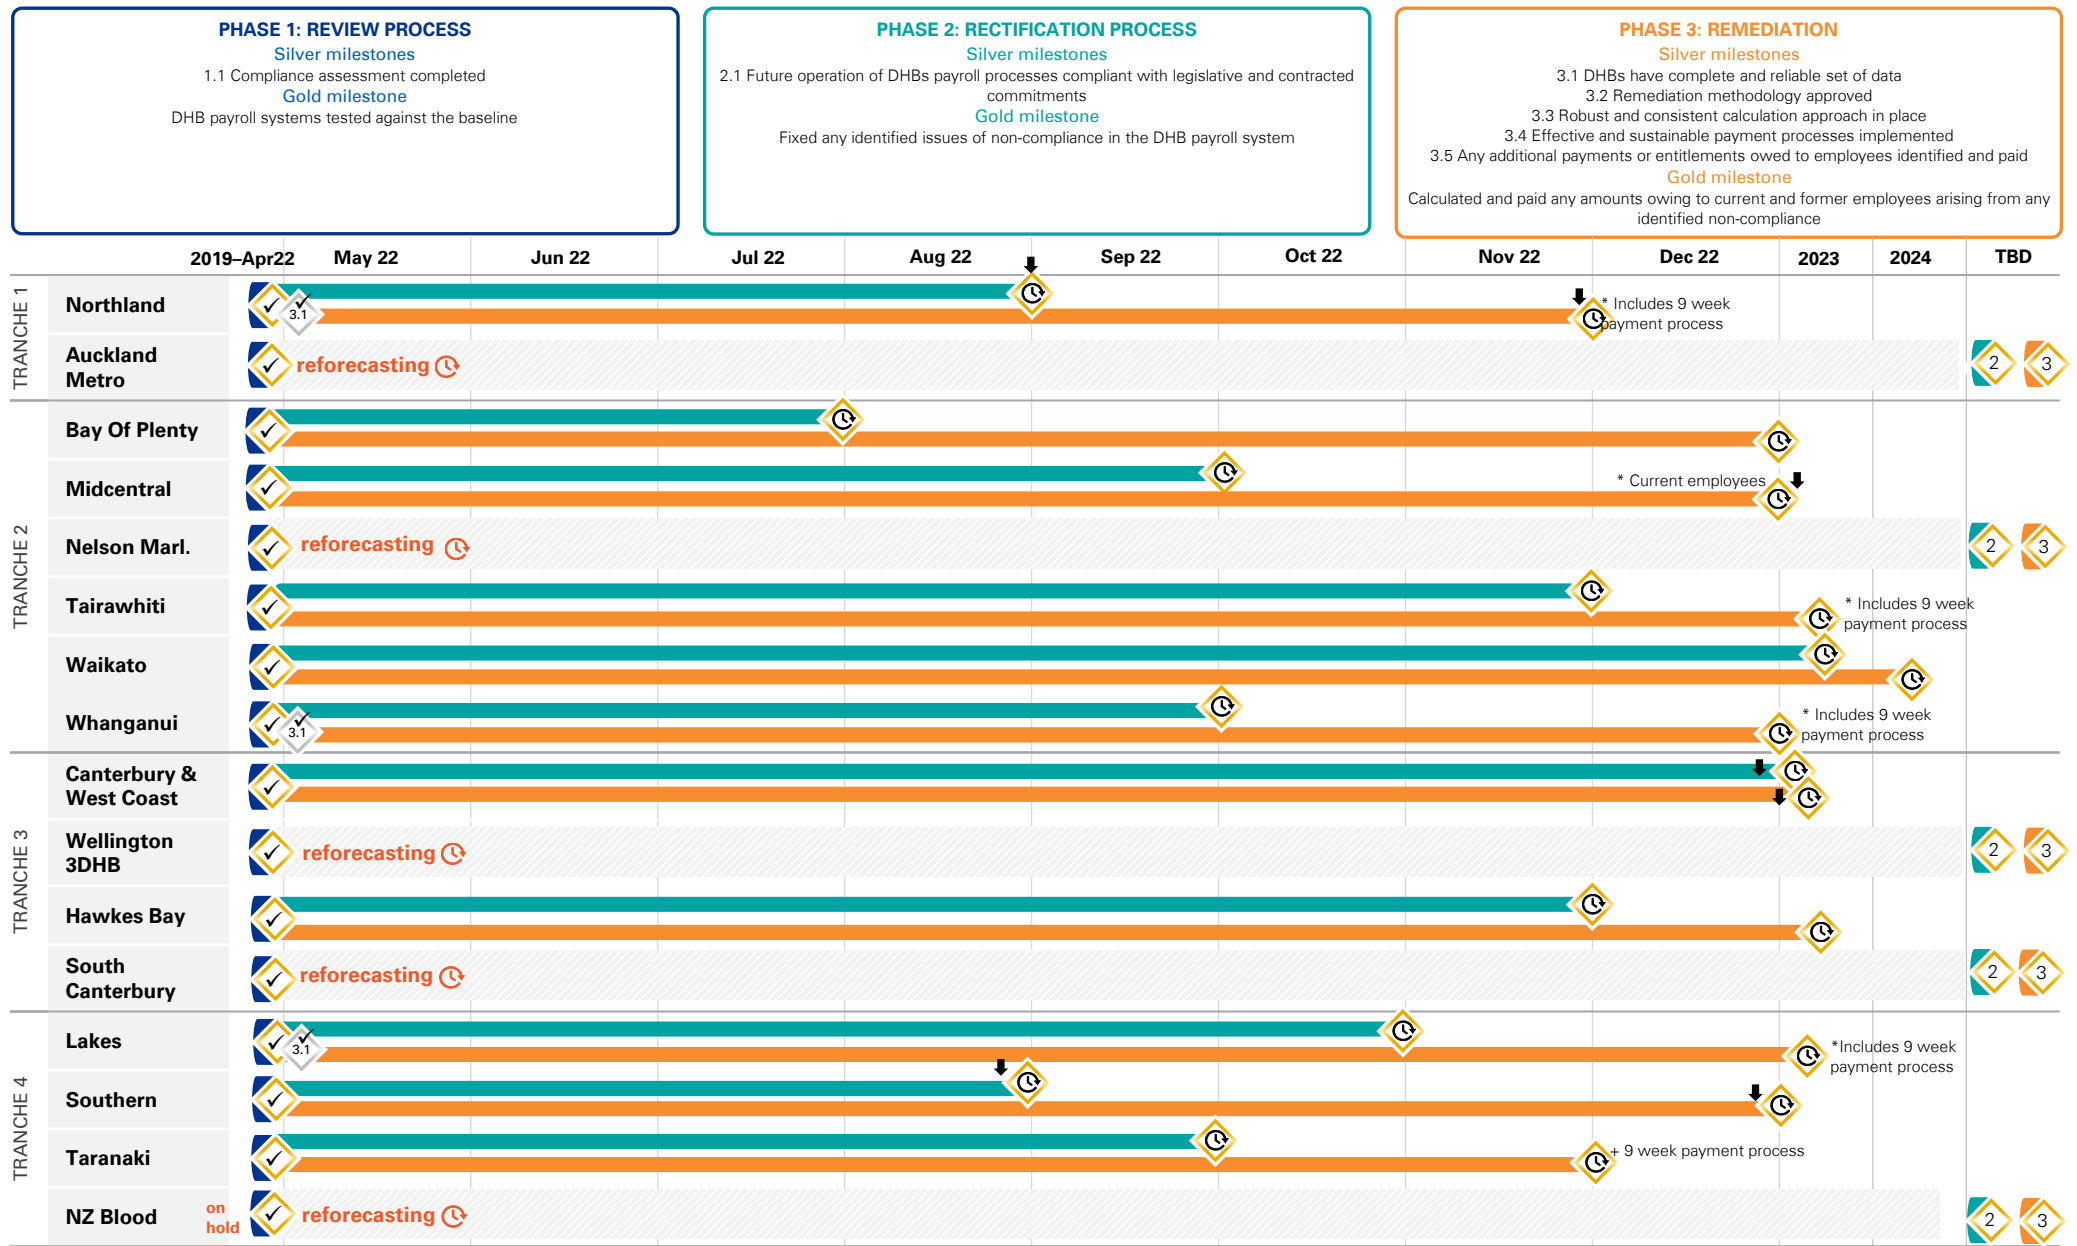 PHASE 1: REVIEW PROCESS
Silver milestones
1.1 Compliance assessment completed
Gold milestone
DHB payroll systems tested against the baseline
PHASE 2: RECTIFICATION PROCESS
Silver milestones
2.1 Future operation of DHBs payroll processes compliant with legislative and contracted
commitments
Gold milestone
Fixed any identified issues of non-compliance in the DHB payroll system
PHASE 3: REMEDIATION
Silver milestones
3.1 DHBs have complete and reliable set of data
3.2 Remediation methodology approved
3.3 Robust and consistent calculation approach in place
3.4 Effective and sustainable payment processes implemented
3.5 Any additional payments or entitlements owed to employees identified and paid
Gold milestone
Calculated and paid any amounts owing to current and former employees arising from any
identified non-compliance
2019–Apr22 May 22 Jun 22 Jul 22 Aug 22 Sep 22 Oct 22 Nov 22 Dec 22 2023 2024 TBD
TRANCHE 1
Northland
3.1
* Includes 9 week
payment process
Auckland
Metro
reforecasting
2 3
TRANCHE 2
Bay Of Plenty
Midcentral
* Current employees
Nelson Marl.
reforecasting
2 3
Tairawhiti
* Includes 9 week
payment process
Waikato
Whanganui
3.1
* Includes 9 week
payment process
TRANCHE 3
Canterbury &
West Coast
Wellington
3DHB
reforecasting
2 3
Hawkes Bay
South
Canterbury
reforecasting
2 3
TRANCHE 4
Lakes
3.1
*Includes 9 week
payment process
Southern
Taranaki
+ 9 week payment process
NZ Blood
on
hold
reforecasting
2 3